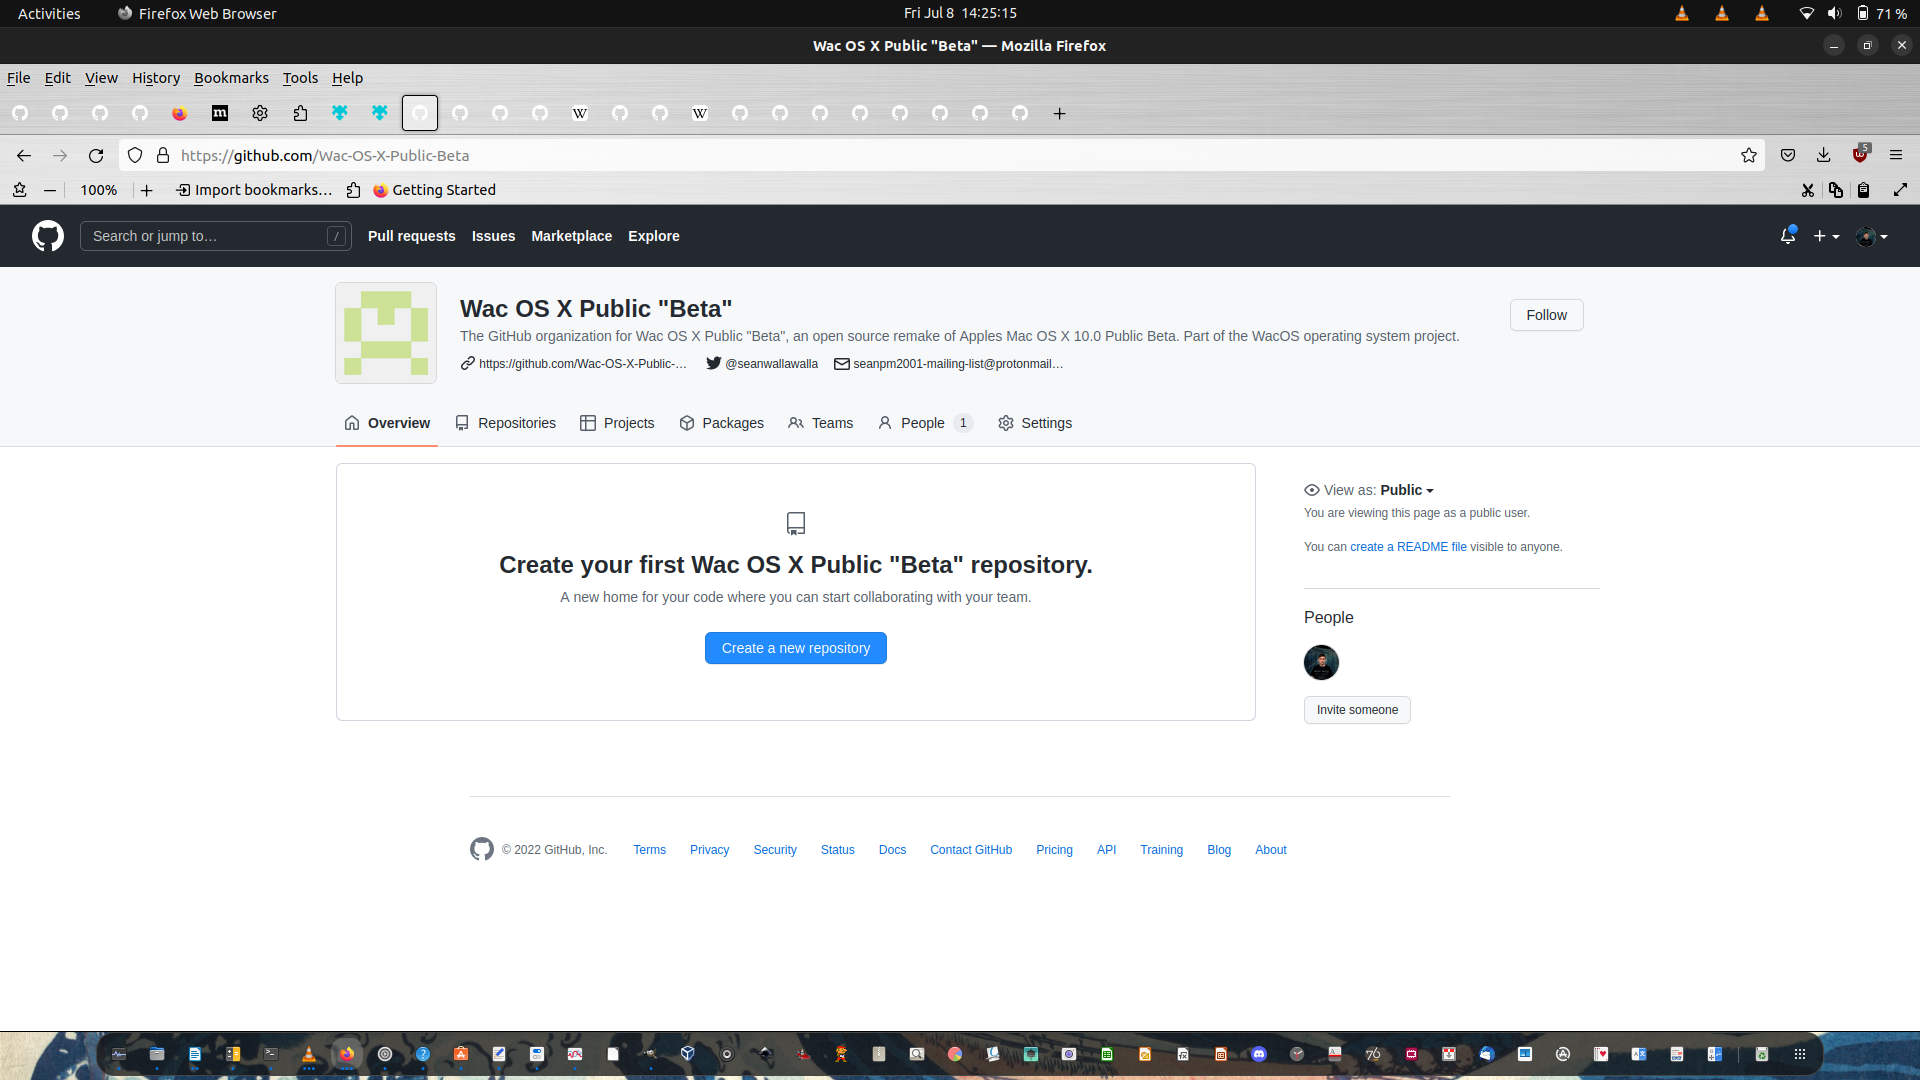 Activities Firefox Web Browser Fri Jul 8 14:25:15 71 %
Wac OS X Public "Beta" — Mozilla Firefox
File Edit View History Bookmarks Tools Help
m W W
https://github.com/Wac-OS-X-Public-Beta 5
100% Import bookmarks… Getting Started
Search or jump to… / Pull requests Issues Marketplace Explore
Wac OS X Public "Beta"
Follow
The GitHub organization for Wac OS X Public "Beta", an open source remake of Apples Mac OS X 10.0 Public Beta. Part of the WacOS operating system project.
https://github.com/Wac-OS-X-Public-… @seanwallawalla seanpm2001-mailing-list@protonmail…
Overview Repositories Projects Packages Teams People 1 Settings
View as: Public
You are viewing this page as a public user.
You can create a README file visible to anyone.
Create your first Wac OS X Public "Beta" repository.
A new home for your code where you can start collaborating with your team.
Create a new repository
People
Invite someone
© 2022 GitHub, Inc. Terms Privacy Security Status Docs Contact GitHub Pricing API Training Blog About